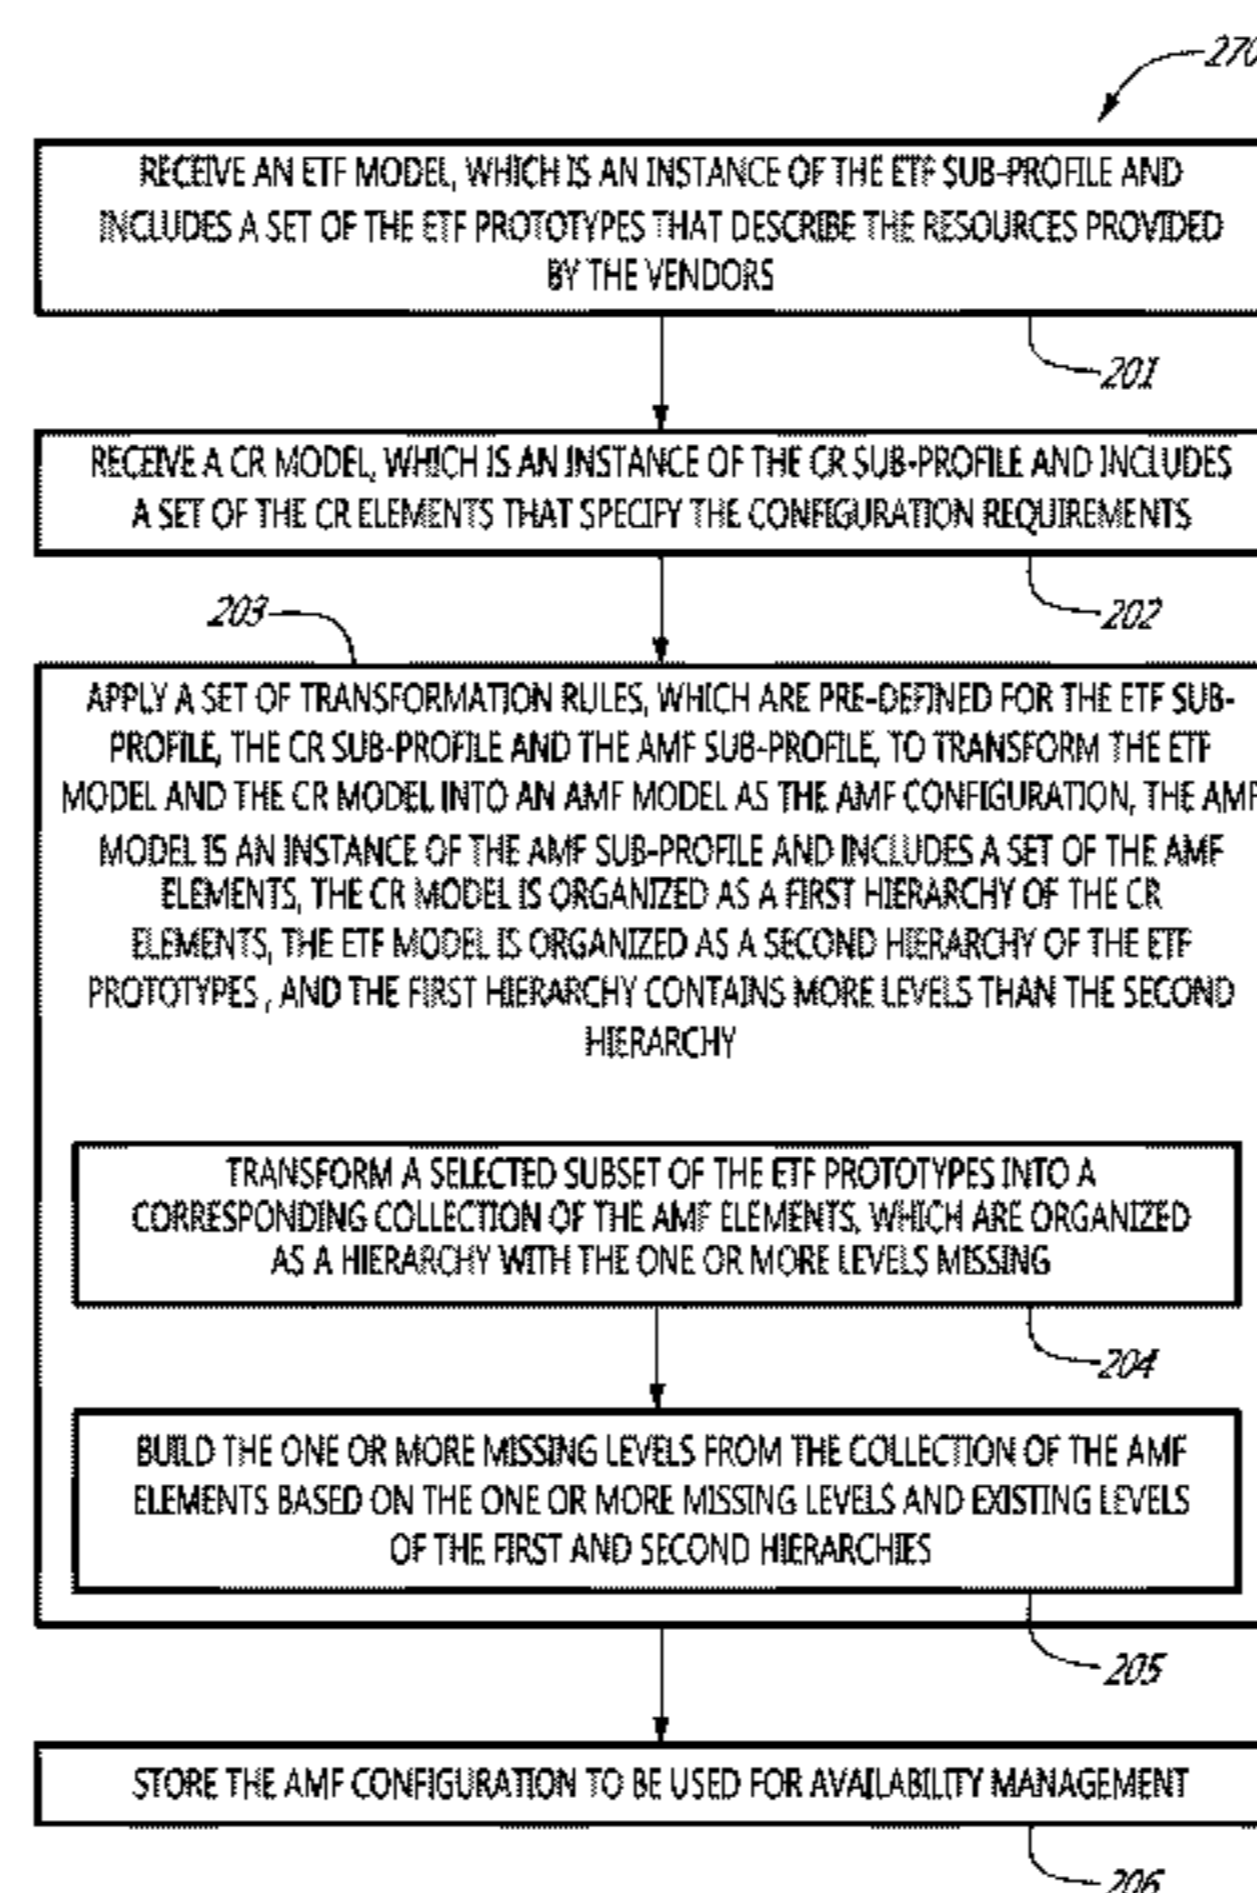 270
RECEIVE AN ETF MODEL, WHICH IS AN INSTANCE OF THE ETF SUB-PROFILE AND
INCLUDES A SET OF THE ETF PROTOTYPES THAT DESCRIBE THE RESOURCES PROVIDED
BY THE VENDORS
201
RECEIVE A CR MODEL, WHICH IS AN INSTANCE OF THE CR SUB-PROFILE AND INCLUDES
A SET OF THE CR ELEMENTS THAT SPECIFY THE CONFIGURATION REQUIREMENTS
202
203
APPLY A SET OF TRANSFORMATION RULES, WHICH ARE PRE-DEFINED FOR THE ETF SUB-
PROFILE, THE CR SUB-PROFILE AND THE AMF SUB-PROFILE, TO TRANSFORM THE ETF
MODEL AND THE CR MODEL INTO AN AMF MODEL AS THE AMF CONFIGURATION, THE AMF
MODEL IS AN INSTANCE OF THE AMF SUB-PROFILE AND INCLUDES A SET OF THE AMF
ELEMENTS, THE CR MODEL IS ORGANIZED AS A FIRST HIERARCHY OF THE CR
ELEMENTS, THE ETF MODEL IS ORGANIZED AS A SECOND HIERARCHY OF THE ETF
PROTOTYPES , AND THE FIRST HIERARCHY CONTAINS MORE LEVELS THAN THE SECOND
HIERARCHY
TRANSFORM A SELECTED SUBSET OF THE ETF PROTOTYPES INTO A
CORRESPONDING COLLECTION OF THE AMF ELEMENTS, WHICH ARE ORGANIZED
AS A HIERARCHY WITH THE ONE OR MORE LEVELS MISSING
204
BUILD THE ONE OR MORE MISSING LEVELS FROM THE COLLECTION OF THE AMF
ELEMENTS BASED ON THE ONE OR MORE MISSING LEVELS AND EXISTING LEVELS
OF THE FIRST AND SECOND HIERARCHIES
205
STORE THE AMF CONFIGURATION TO BE USED FOR AVAILABILITY MANAGEMENT
206